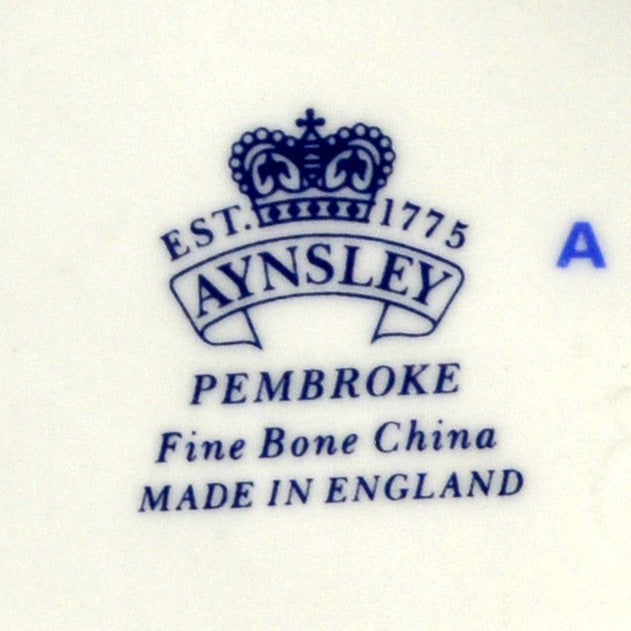 EST. 1775
AYNSLEY
A
PEMBROKE
Fine Bone China
MADE IN ENGLAND